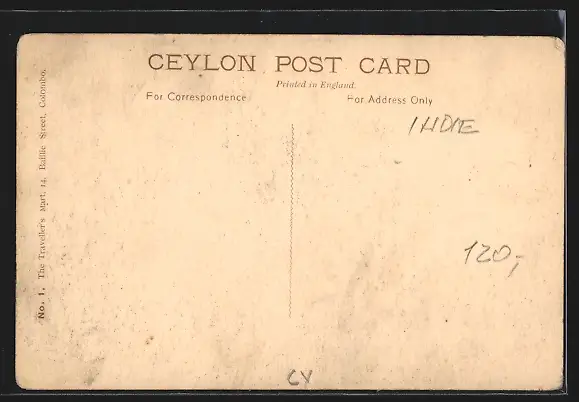 CEYLON POST CARD
Printed in England.
For Correspondence
For Address Only
INDIE
120,-
No. 1. The Traveller's Mart, 14, Baillie Street, Colombo.
CY